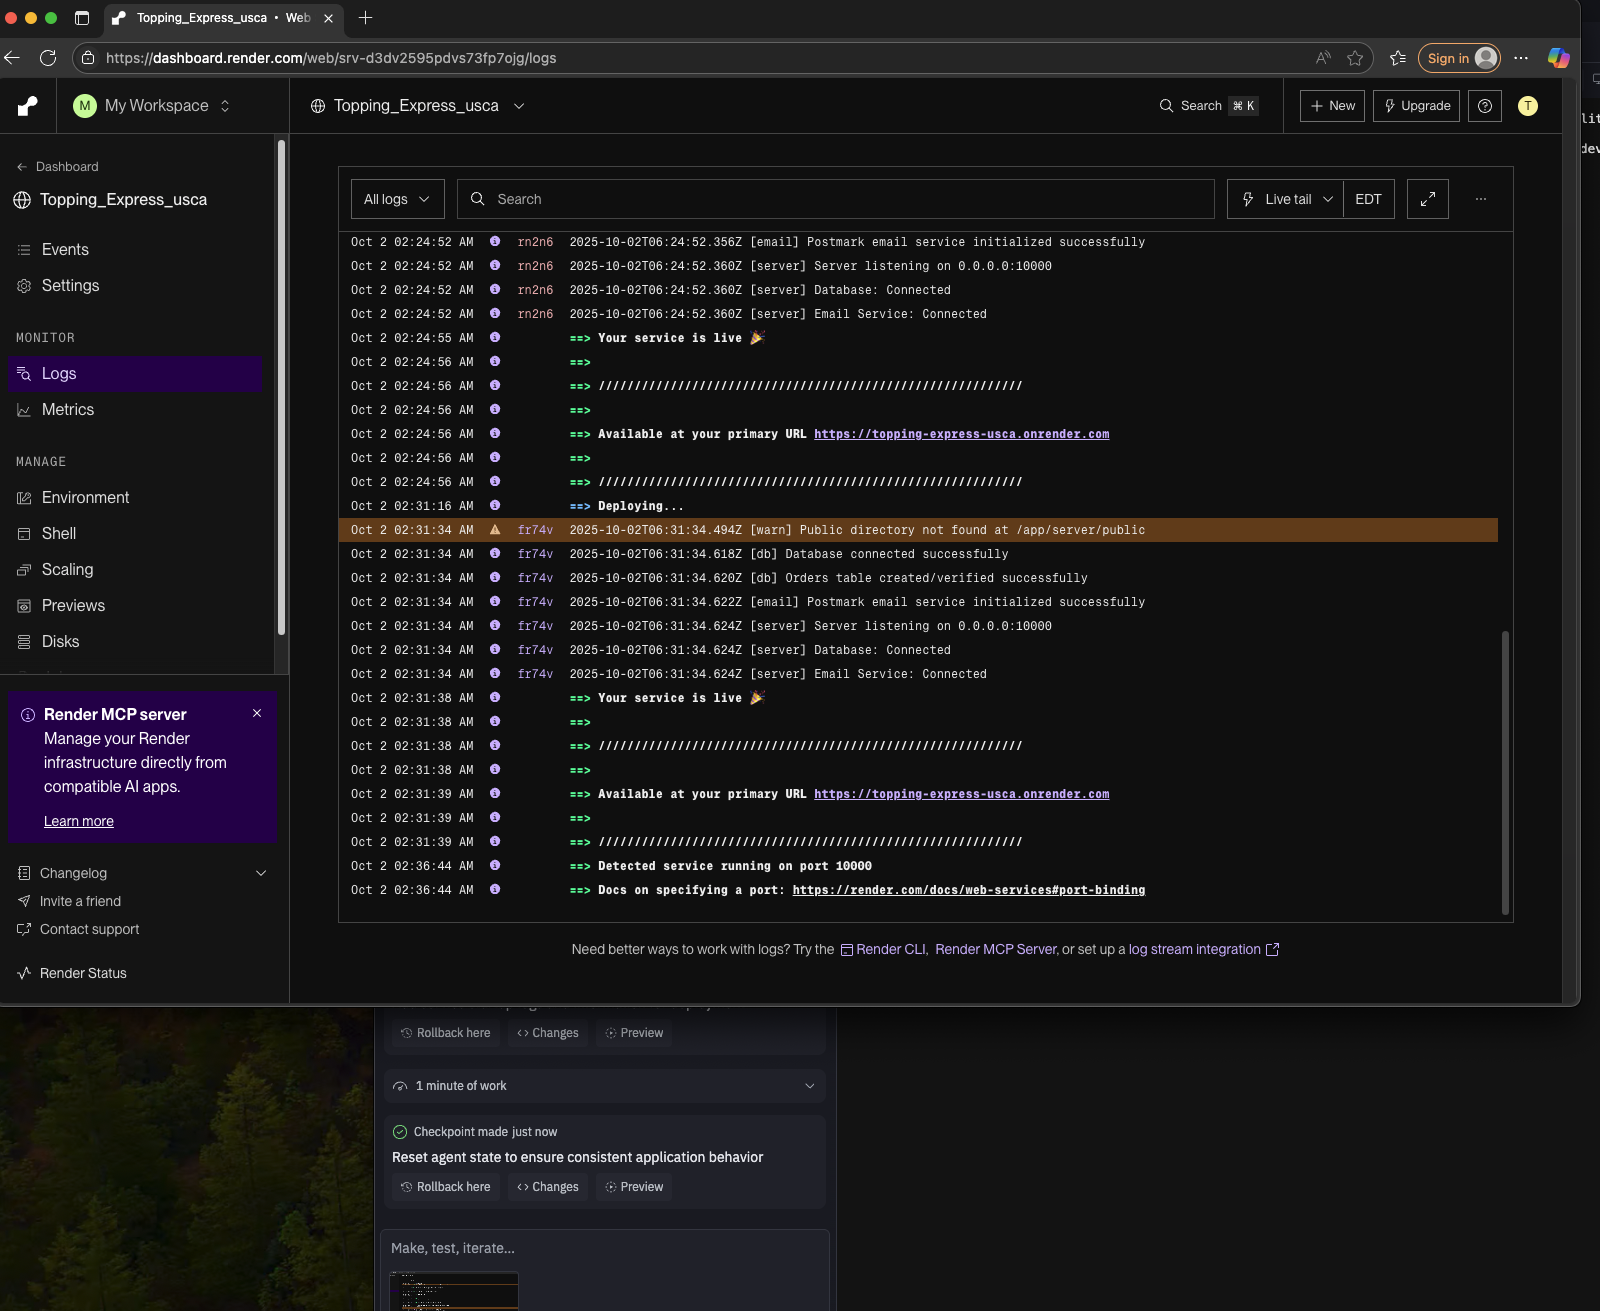 Topping_Express_usca • Web
https://dashboard.render.com/web/srv-d3dv2595pdvs73fp7ojg/logs
Sign in
M My Workspace
Topping_Express_usca
Search ⌘ K
+ New
Upgrade
T
← Dashboard
Topping_Express_usca
Events
Settings
MONITOR
Logs
Metrics
MANAGE
Environment
Shell
Scaling
Previews
Disks
Render MCP server
Manage your Render
infrastructure directly from
compatible AI apps.
Learn more
Changelog
Invite a friend
Contact support
Render Status
All logs
Search
Live tail
EDT
Oct 2 02:24:52 AM rn2n6 2025-10-02T06:24:52.356Z [email] Postmark email service initialized successfully
Oct 2 02:24:52 AM rn2n6 2025-10-02T06:24:52.360Z [server] Server listening on 0.0.0.0:10000
Oct 2 02:24:52 AM rn2n6 2025-10-02T06:24:52.360Z [server] Database: Connected
Oct 2 02:24:52 AM rn2n6 2025-10-02T06:24:52.360Z [server] Email Service: Connected
Oct 2 02:24:55 AM ==> Your service is live 🎉
Oct 2 02:24:56 AM ==>
Oct 2 02:24:56 AM ==> ///////////////////////////////////////////////////////////
Oct 2 02:24:56 AM ==>
Oct 2 02:24:56 AM ==> Available at your primary URL https://topping-express-usca.onrender.com
Oct 2 02:24:56 AM ==>
Oct 2 02:24:56 AM ==> ///////////////////////////////////////////////////////////
Oct 2 02:31:16 AM ==> Deploying...
Oct 2 02:31:34 AM fr74v 2025-10-02T06:31:34.494Z [warn] Public directory not found at /app/server/public
Oct 2 02:31:34 AM fr74v 2025-10-02T06:31:34.618Z [db] Database connected successfully
Oct 2 02:31:34 AM fr74v 2025-10-02T06:31:34.620Z [db] Orders table created/verified successfully
Oct 2 02:31:34 AM fr74v 2025-10-02T06:31:34.622Z [email] Postmark email service initialized successfully
Oct 2 02:31:34 AM fr74v 2025-10-02T06:31:34.624Z [server] Server listening on 0.0.0.0:10000
Oct 2 02:31:34 AM fr74v 2025-10-02T06:31:34.624Z [server] Database: Connected
Oct 2 02:31:34 AM fr74v 2025-10-02T06:31:34.624Z [server] Email Service: Connected
Oct 2 02:31:38 AM ==> Your service is live 🎉
Oct 2 02:31:38 AM ==>
Oct 2 02:31:38 AM ==> ///////////////////////////////////////////////////////////
Oct 2 02:31:38 AM ==>
Oct 2 02:31:39 AM ==> Available at your primary URL https://topping-express-usca.onrender.com
Oct 2 02:31:39 AM ==>
Oct 2 02:31:39 AM ==> ///////////////////////////////////////////////////////////
Oct 2 02:36:44 AM ==> Detected service running on port 10000
Oct 2 02:36:44 AM ==> Docs on specifying a port: https://render.com/docs/web-services#port-binding
Need better ways to work with logs? Try the Render CLI, Render MCP Server, or set up a log stream integration
lit
dev
Rollback here Changes Preview
1 minute of work
Checkpoint made just now
Reset agent state to ensure consistent application behavior
Rollback here Changes Preview
Make, test, iterate...